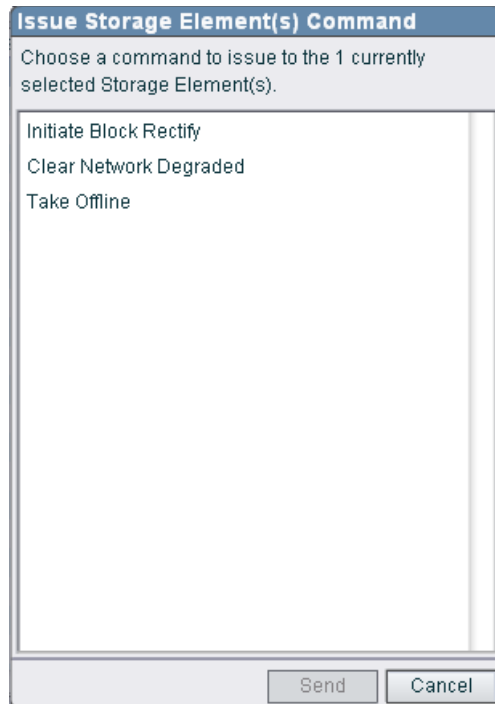 Issue Storage Element(s) Command
Choose a command to issue to the 1 currently
selected Storage Element(s).
Initiate Block Rectify
Clear Network Degraded
Take Offline
Send
Cancel